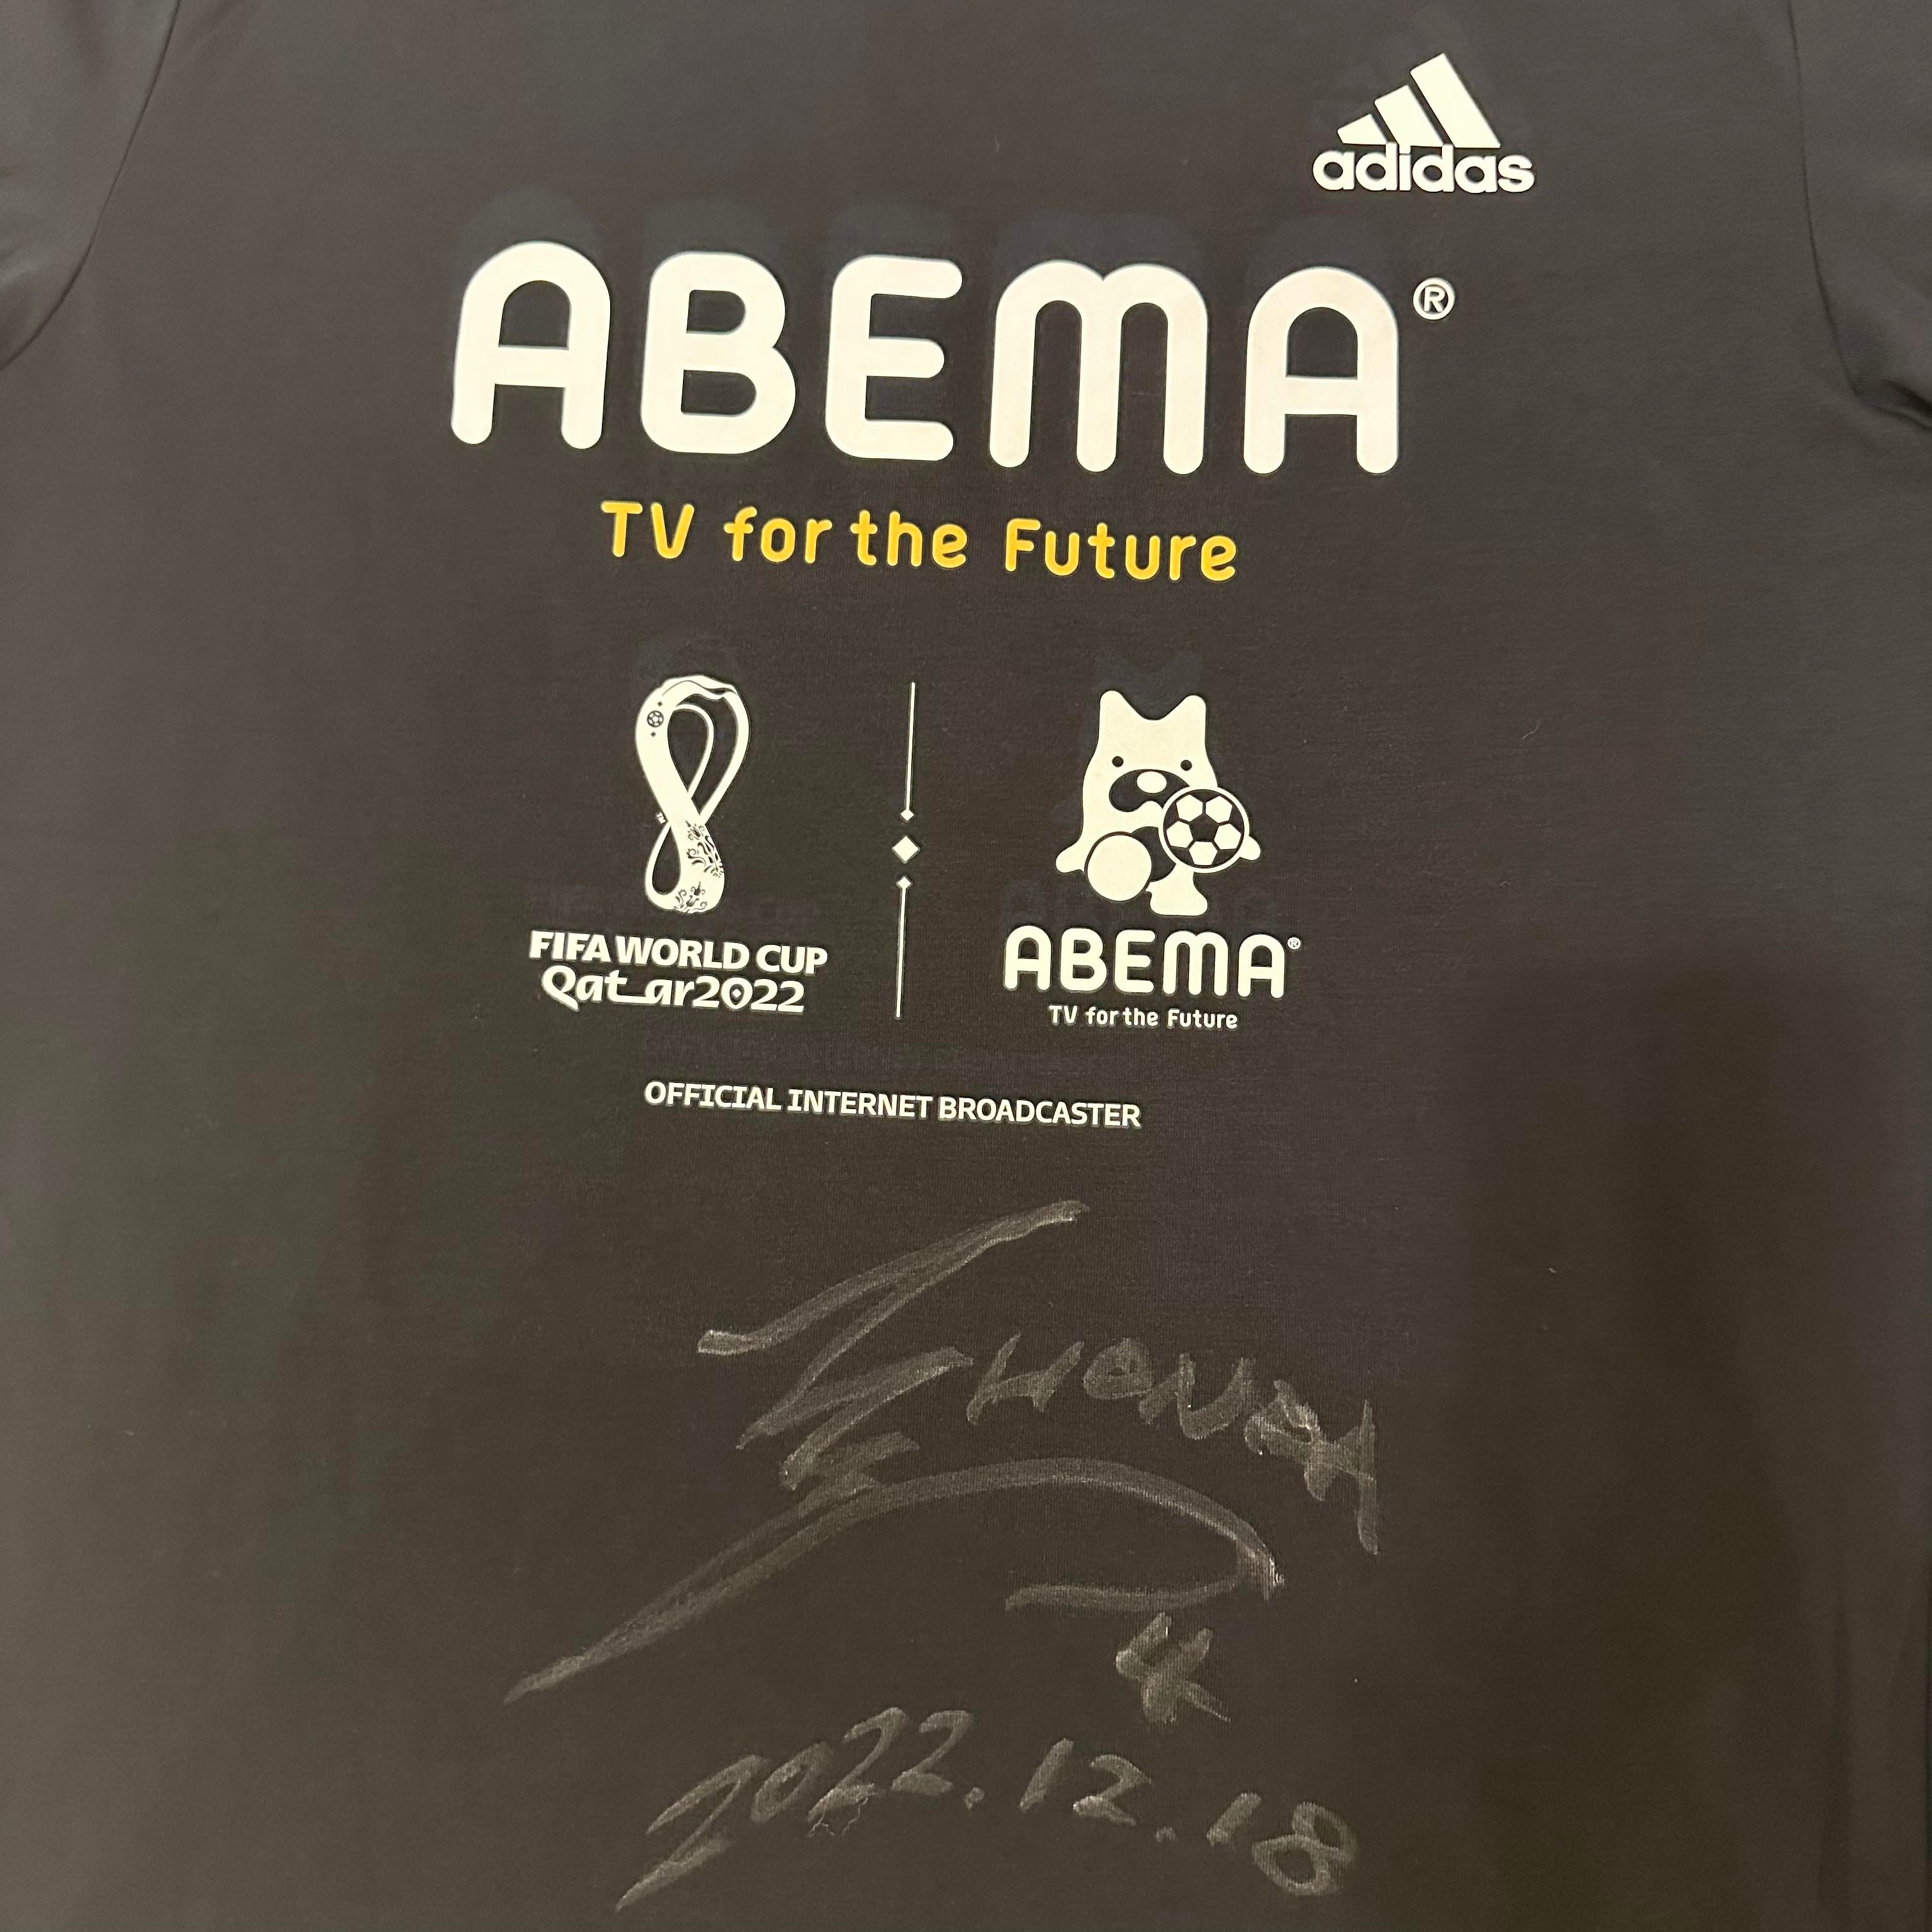 adidas
ABEMA®
TV for the Future
FIFA WORLD CUP
Qatar2022
ABEMA®
TV for the Future
OFFICIAL INTERNET BROADCASTER
HONDA
4
2022.12.18